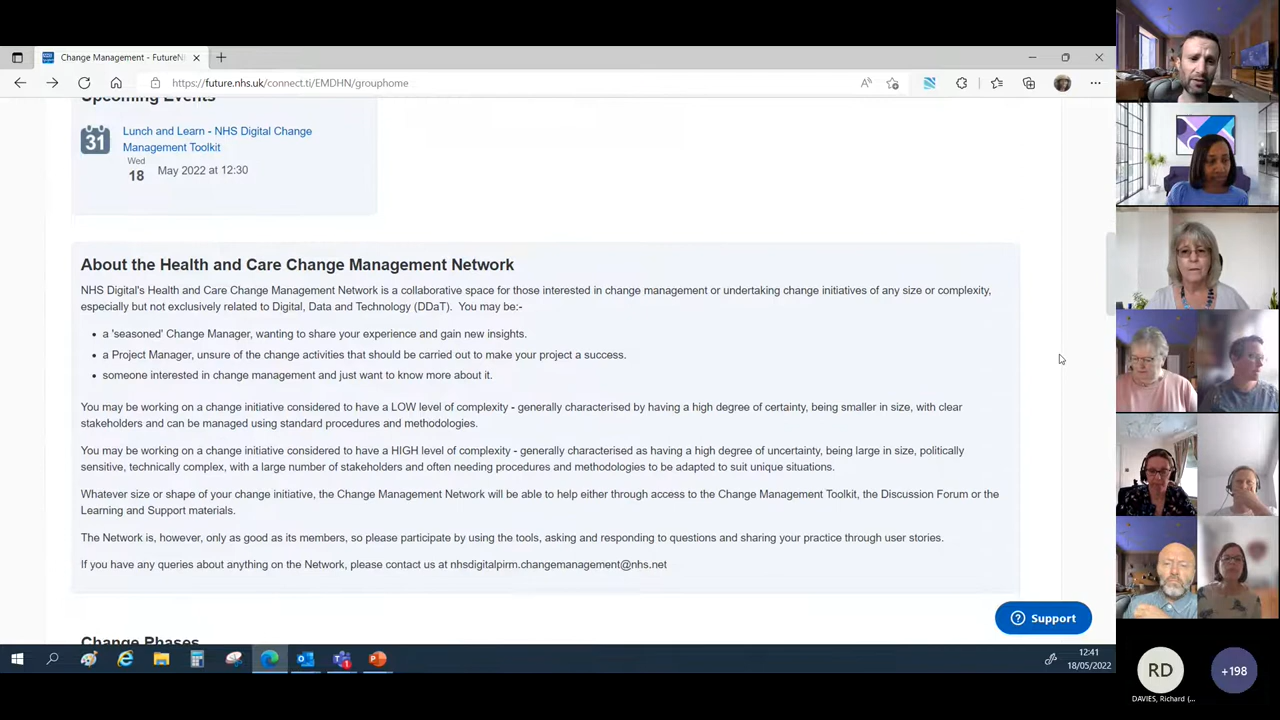 Change Management - FutureN
https://future.nhs.uk/connect.ti/EMDHN/grouphome
Upcoming Events
31
Lunch and Learn - NHS Digital Change
Management Toolkit
Wed
18
May 2022 at 12:30
About the Health and Care Change Management Network
NHS Digital's Health and Care Change Management Network is a collaborative space for those interested in change management or undertaking change initiatives of any size or complexity,
especially but not exclusively related to Digital, Data and Technology (DDaT). You may be:-
• a 'seasoned' Change Manager, wanting to share your experience and gain new insights.
• a Project Manager, unsure of the change activities that should be carried out to make your project a success.
• someone interested in change management and just want to know more about it.
You may be working on a change initiative considered to have a LOW level of complexity - generally characterised by having a high degree of certainty, being smaller in size, with clear
stakeholders and can be managed using standard procedures and methodologies.
You may be working on a change initiative considered to have a HIGH level of complexity - generally characterised as having a high degree of uncertainty, being large in size, politically
sensitive, technically complex, with a large number of stakeholders and often needing procedures and methodologies to be adapted to suit unique situations.
Whatever size or shape of your change initiative, the Change Management Network will be able to help either through access to the Change Management Toolkit, the Discussion Forum or the
Learning and Support materials.
The Network is, however, only as good as its members, so please participate by using the tools, asking and responding to questions and sharing your practice through user stories.
If you have any queries about anything on the Network, please contact us at nhsdigitalpirm.changemanagement@nhs.net
Support
Change Phases
12:41
18/05/2022
RD
+198
DAVIES, Richard (...